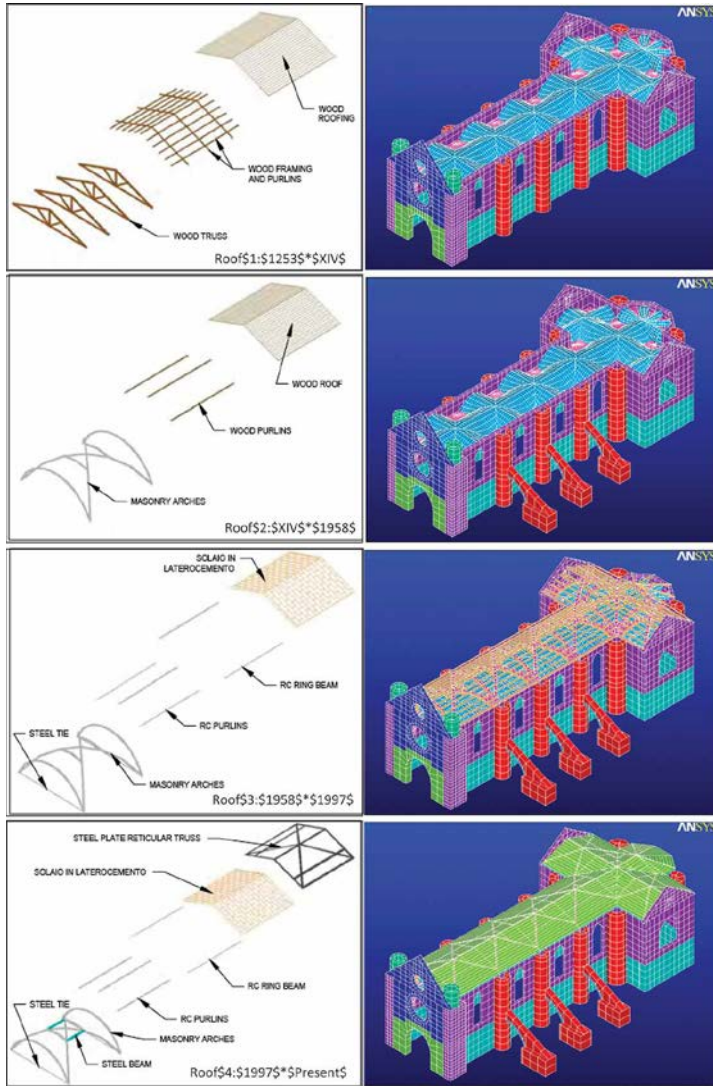 WOOD
ROOFING
WOOD FRAMING
AND PURLINS
WOOD TRUSS
Roof$1:$1253$*$XIV$
ANSYS
WOOD ROOF
WOOD PURLINS
MASONRY ARCHES
Roof$2:$XIV$*$1958$
ANSYS
SOLAIO IN
LATEROCEMENTO
RC RING BEAM
RC PURLINS
STEEL TIE
MASONRY ARCHES
Roof$3:$1958$*$1997$
ANSYS
STEEL PLATE RETICULAR TRUSS
SOLAIO IN LATEROCEMENTO
RC RING BEAM
STEEL TIE
RC PURLINS
MASONRY ARCHES
STEEL BEAM
Roof$4:$1997$*$Present$
ANSYS